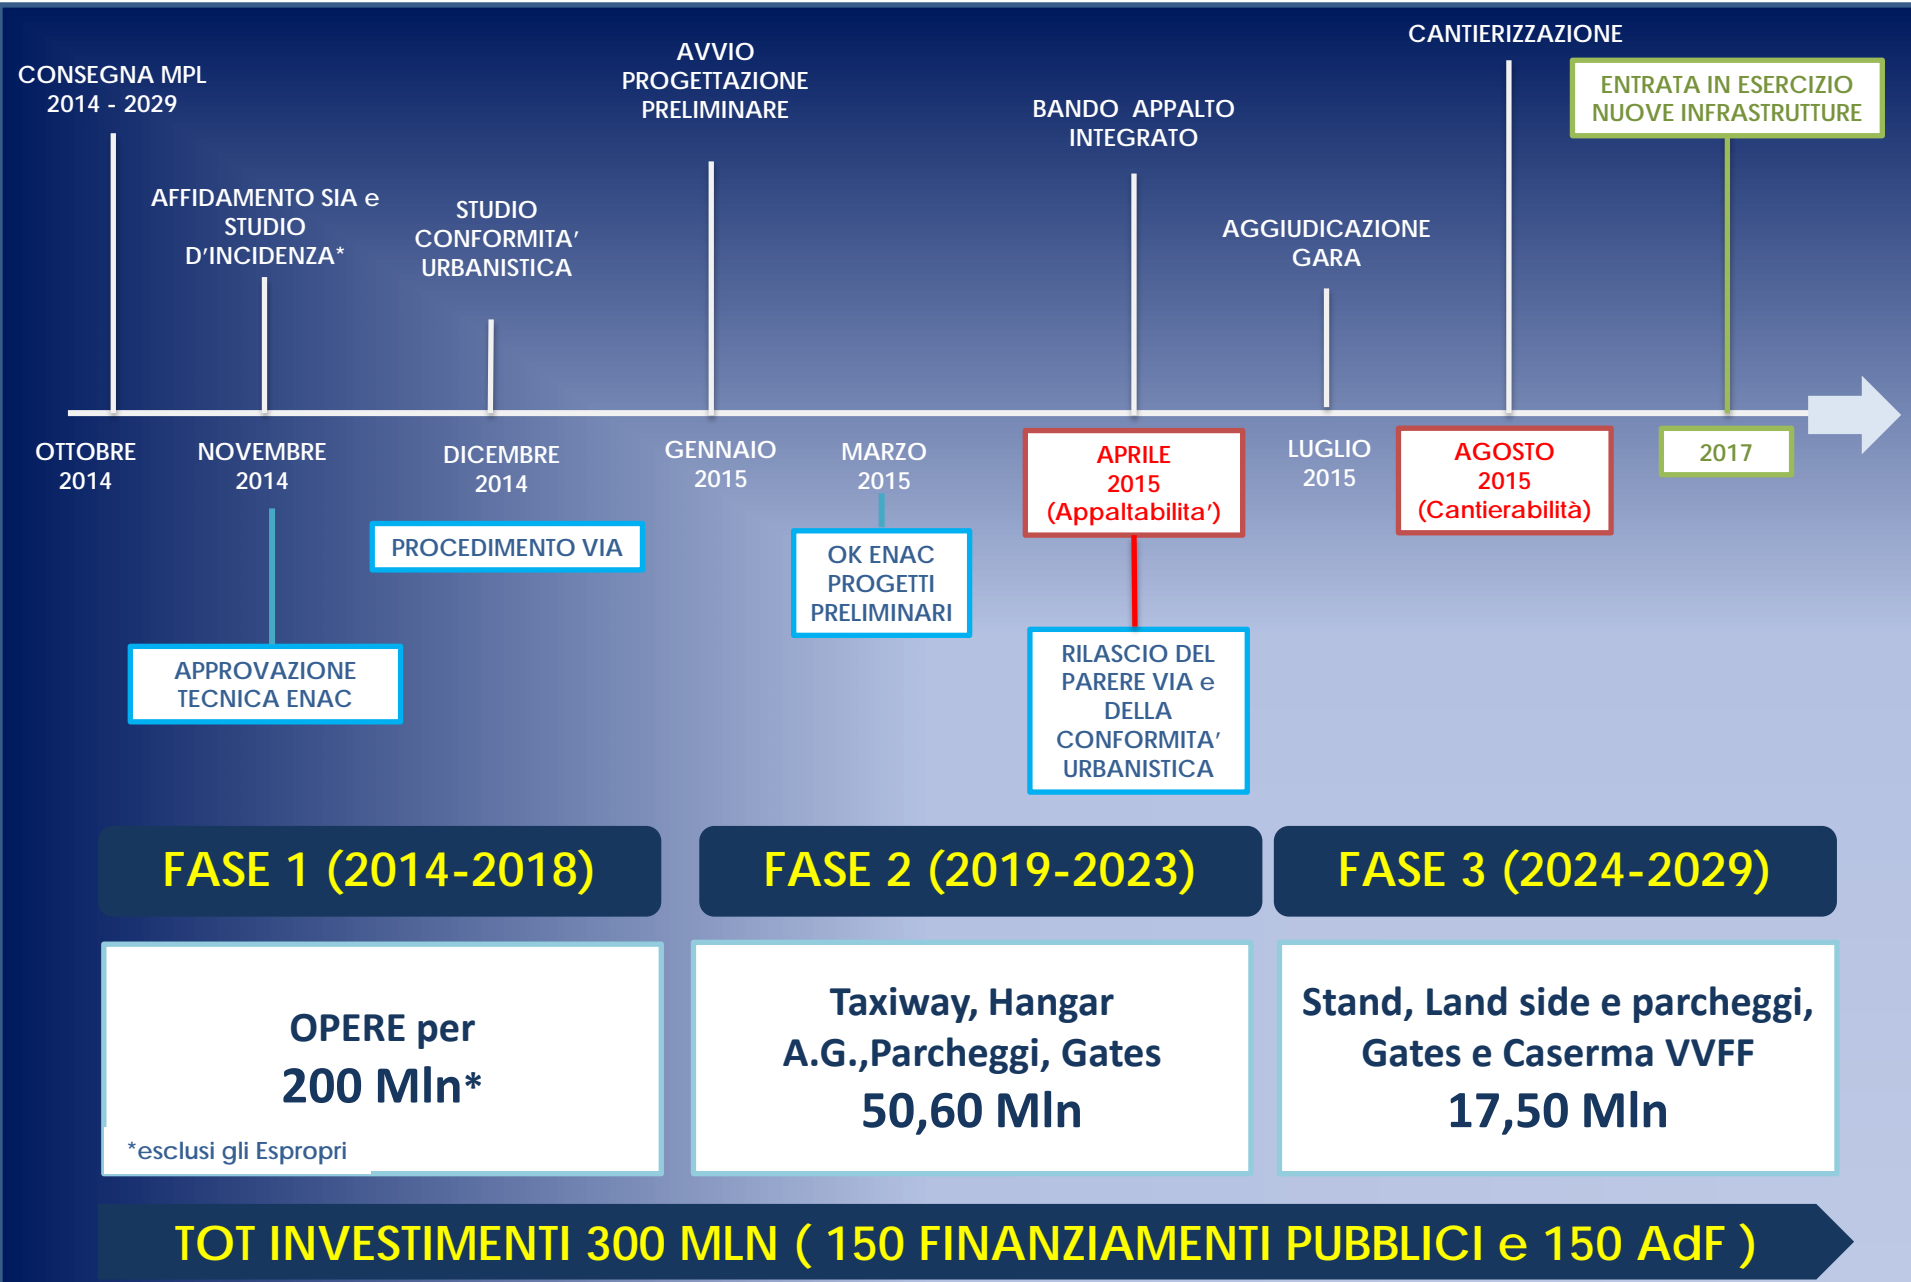 CONSEGNA MPL
2014 - 2029
AFFIDAMENTO SIA e
STUDIO
D'INCIDENZA*
STUDIO
CONFORMITA'
URBANISTICA
AVVIO
PROGETTAZIONE
PRELIMINARE
BANDO APPALTO
INTEGRATO
AGGIUDICAZIONE
GARA
CANTIERIZZAZIONE
ENTRATA IN ESERCIZIO
NUOVE INFRASTRUTTURE
OTTOBRE
2014
NOVEMBRE
2014
DICEMBRE
2014
GENNAIO
2015
MARZO
2015
APRILE
2015
(Appaltabilita')
LUGLIO
2015
AGOSTO
2015
(Cantierabilità)
2017
PROCEDIMENTO VIA
OK ENAC
PROGETTI
PRELIMINARI
APPROVAZIONE
TECNICA ENAC
RILASCIO DEL
PARERE VIA e
DELLA
CONFORMITA'
URBANISTICA
FASE 1 (2014-2018)
FASE 2 (2019-2023)
FASE 3 (2024-2029)
OPERE per
200 Mln*
*esclusi gli Espropri
Taxiway, Hangar
A.G.,Parcheggi, Gates
50,60 Mln
Stand, Land side e parcheggi,
Gates e Caserma VVFF
17,50 Mln
TOT INVESTIMENTI 300 MLN ( 150 FINANZIAMENTI PUBBLICI e 150 AdF )